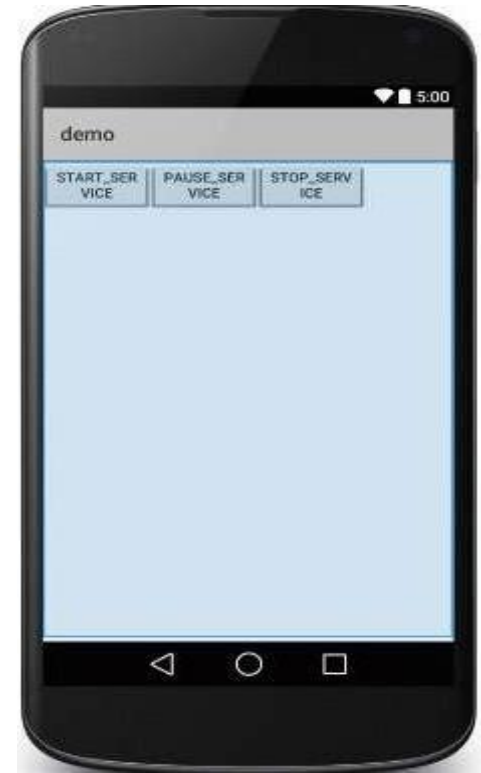 5:00
demo
START_SER
VICE
PAUSE_SER
VICE
STOP_SERV
ICE